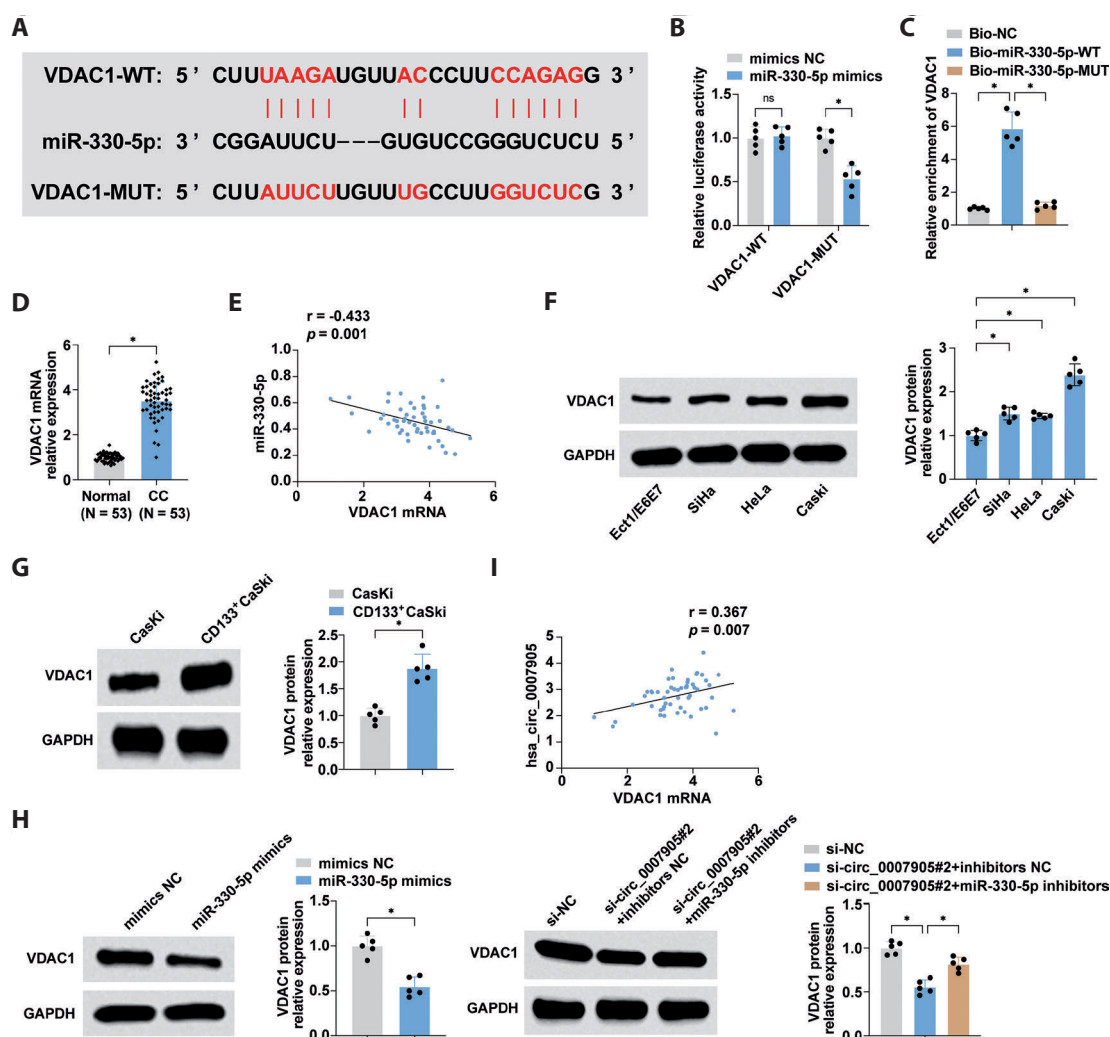 A
VDAC1-WT: 5 ' CUUUAAGAUGUUACCCUUCCAGAGG 3 '
miR-330-5p: 3 ' CGGAUUCU---GUGUCCGGGUCUCU 5 '
VDAC1-MUT: 5 ' CUUAUUCUUGUUUGCCUUGGUCUCG 3 '
B
mimics NC
miR-330-5p mimics
Relative luciferase activity
1.5
1.0
0.5
0.0
ns
*
VDAC1-WT
VDAC1-MUT
C
Bio-NC
Bio-miR-330-5p-WT
Bio-miR-330-5p-MUT
Relative enrichment of VDAC1
8
6
4
2
0
* *
D
VDAC1 mRNA
relative expression
6
4
2
0
*
Normal
(N = 53)
CC
(N = 53)
E
r = -0.433
p = 0.001
miR-330-5p
1.0
0.8
0.6
0.4
0.2
0.0
0 2 4 6
VDAC1 mRNA
F
VDAC1
GAPDH
Ect1/E6E7
SiHa
HeLa
Caski
VDAC1 protein
relative expression
3
2
1
0
*
*
*
Ect1/E6E7
SiHa
HeLa
Caski
G
CasKi
CD133+CaSki
VDAC1
GAPDH
CasKi
CD133+CaSki
VDAC1 protein
relative expression
2.5
2.0
1.5
1.0
0.5
0.0
*
I
r = 0.367
p = 0.007
hsa_circ_0007905
5
4
3
2
1
0
0 2 4 6
VDAC1 mRNA
H
mimics NC
miR-330-5p mimics
VDAC1
GAPDH
mimics NC
miR-330-5p mimics
VDAC1 protein
relative expression
1.5
1.0
0.5
0.0
*
si-NC
si-circ_0007905#2
+inhibitors NC
si-circ_0007905#2
+miR-330-5p inhibitors
VDAC1
GAPDH
si-NC
si-circ_0007905#2+inhibitors NC
si-circ_0007905#2+miR-330-5p inhibitors
VDAC1 protein
relative expression
1.5
1.0
0.5
0.0
* *